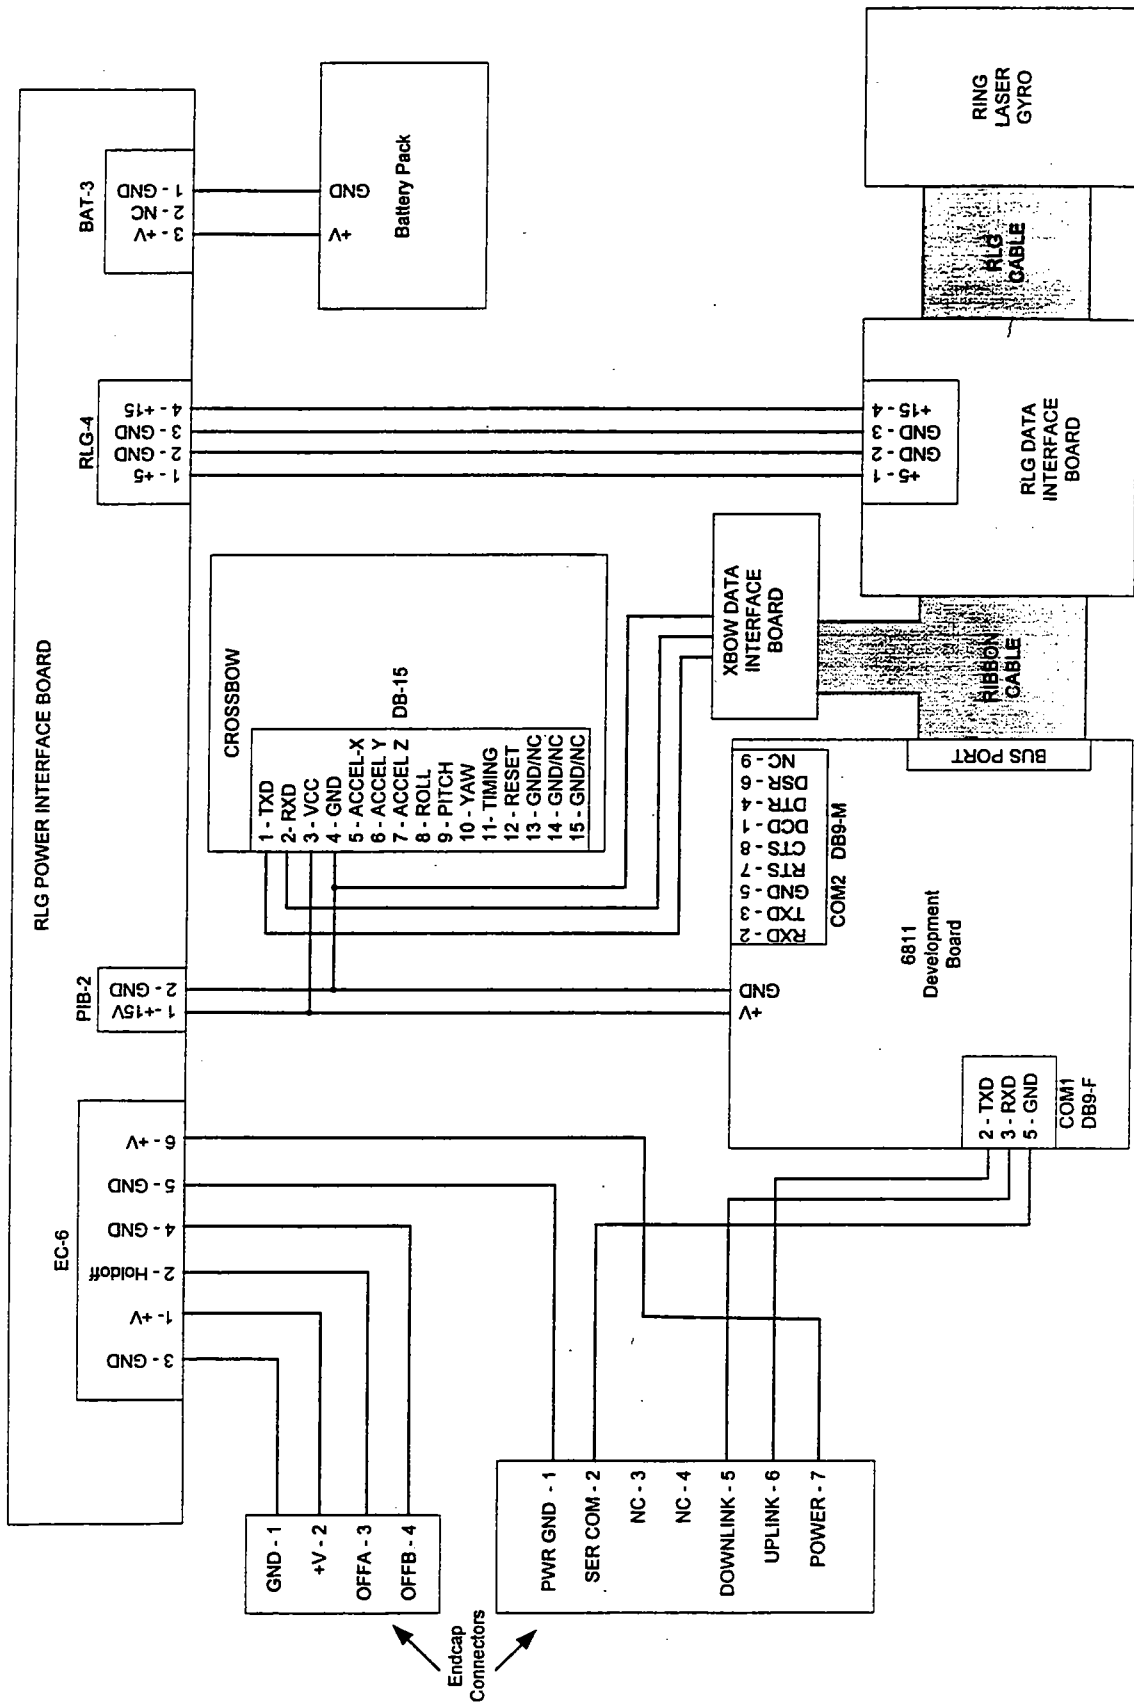 RLG POWER INTERFACE BOARD
EC-6
3 - GND
1- +V
2 - Holdoff
4 - GND
5 - GND
6 - +V
PIB-2
1 - +15V
2 - GND
RLG-4
1 - +5
2 - GND
3 - GND
4 - +15
BAT-3
3 - +V
2 - NC
1 - GND
GND - 1
+V - 2
OFFA - 3
OFFB - 4
Endcap
Connectors
PWR GND - 1
SER COM - 2
NC - 3
NC - 4
DOWNLINK - 5
UPLINK - 6
POWER - 7
CROSSBOW
1 - TXD
2- RXD
3 - VCC
4 - GND
5 - ACCEL-X
6 - ACCEL Y
7 - ACCEL Z
8 - ROLL
9 - PITCH
10 - YAW
11- TIMING
12 - RESET
13 - GND/NC
14 - GND/NC
15 - GND/NC
DB-15
+V
GND
Battery Pack
+V
GND
6811
Development
Board
RXD - 2
TXD - 3
GND - 5
RTS - 7
CTS - 8
DCD - 1
DTR - 4
DSR - 6
NC - 9
COM2 DB9-M
2 - TXD
3 - RXD
5 - GND
COM1
DB9-F
BUS PORT
XBOW DATA
INTERFACE
BOARD
RIBBON
CABLE
+5 - 1
GND - 2
GND - 3
+15 - 4
RLG DATA
INTERFACE
BOARD
RLG
CABLE
RING
LASER
GYRO